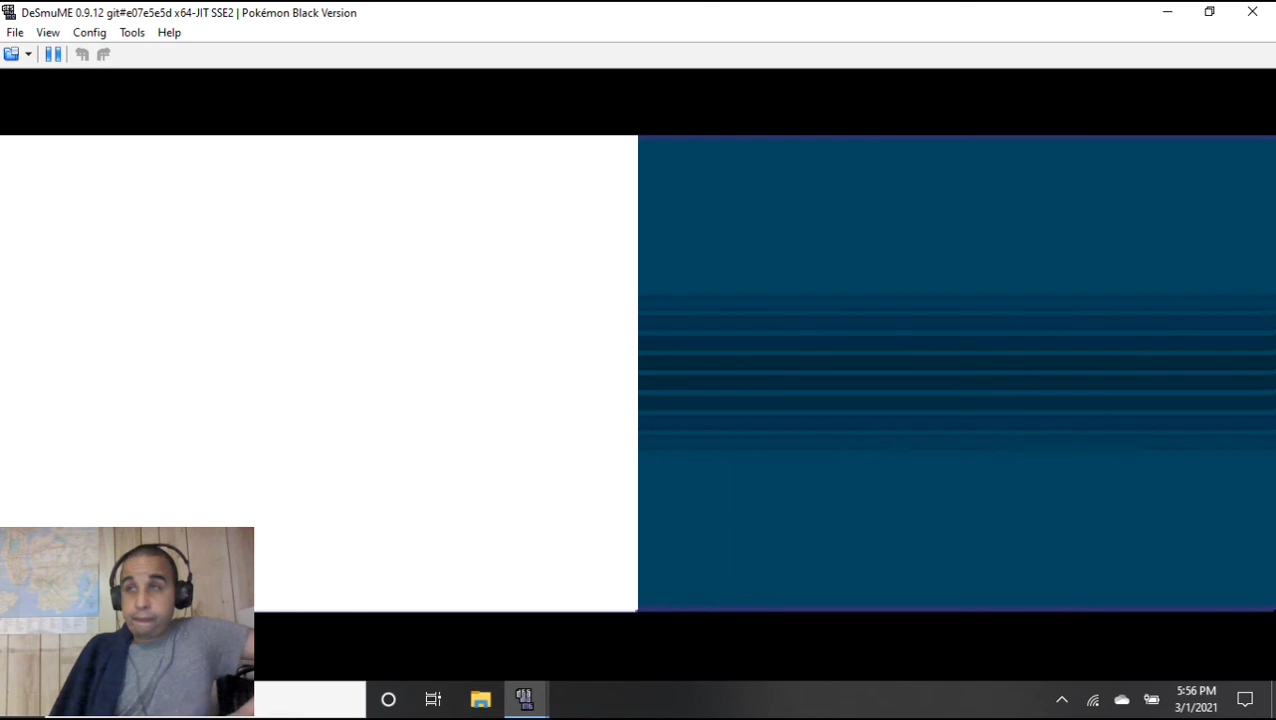 DeSmuME 0.9.12 git#e07e5e5d x64-JIT SSE2 | Pokémon Black Version
File View Config Tools Help
5:56 PM
3/1/2021